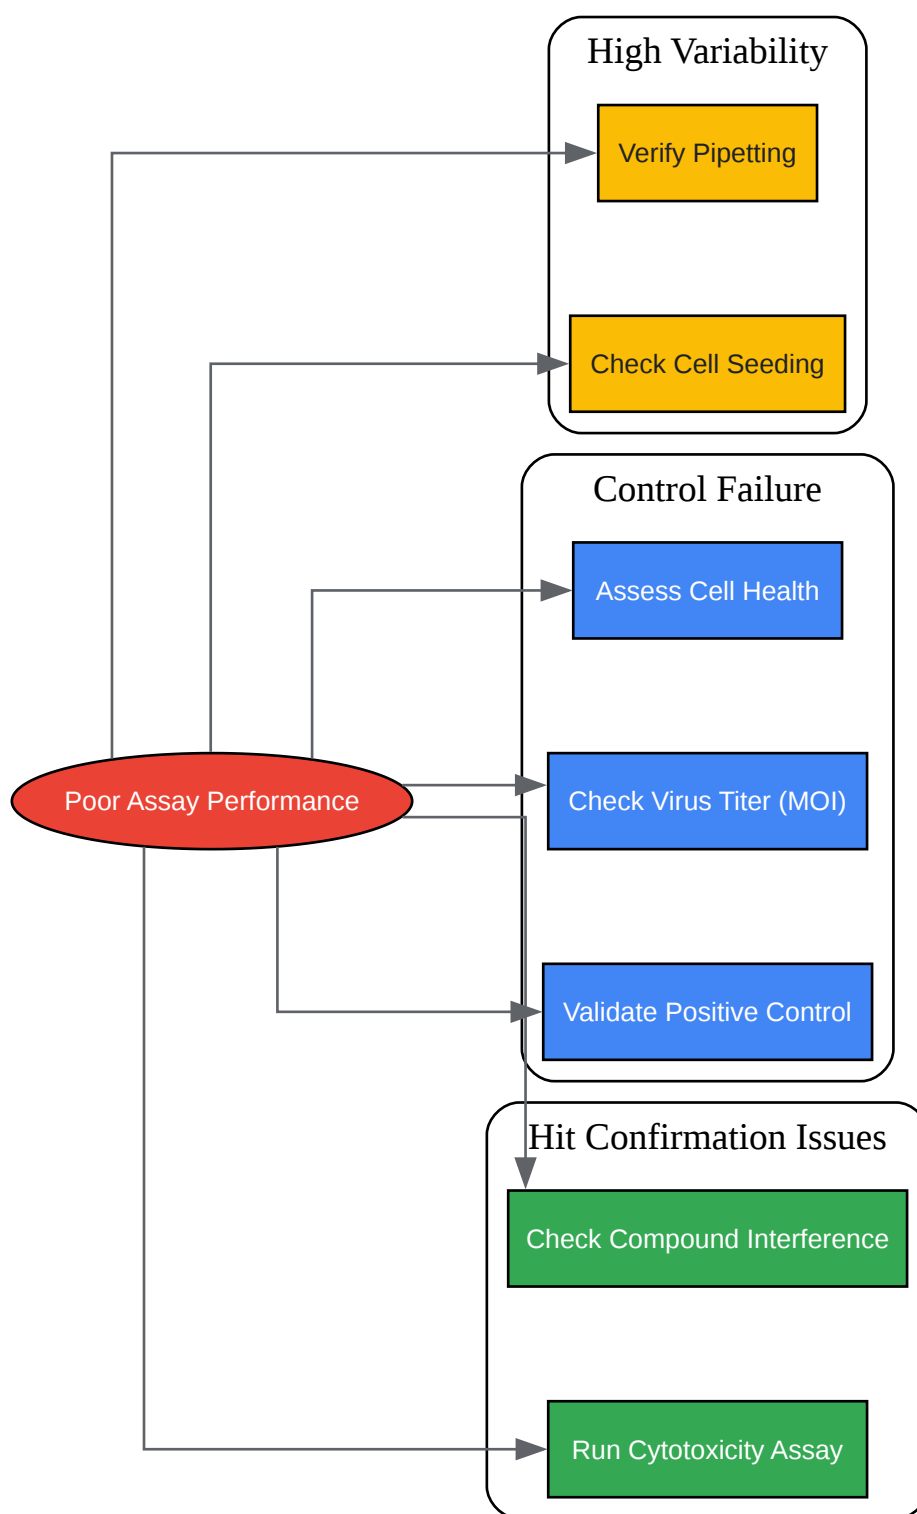 High Variability
Verify Pipetting
Check Cell Seeding
Control Failure
Assess Cell Health
Poor Assay Performance
Check Virus Titer (MOI)
Validate Positive Control
Hit Confirmation Issues
Check Compound Interference
Run Cytotoxicity Assay